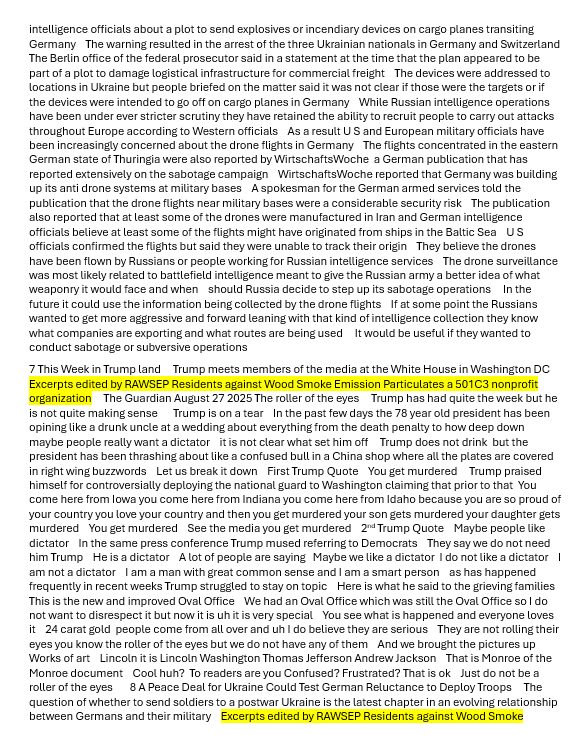 intelligence officials about a plot to send explosives or incendiary devices on cargo planes transiting
Germany   The warning resulted in the arrest of the three Ukrainian nationals in Germany and Switzerland
The Berlin office of the federal prosecutor said in a statement at the time that the plan appeared to be
part of a plot to damage logistical infrastructure for commercial freight   The devices were addressed to
locations in Ukraine but people briefed on the matter said it was not clear if those were the targets or if
the devices were intended to go off on cargo planes in Germany   While Russian intelligence operations
have been under ever stricter scrutiny they have retained the ability to recruit people to carry out attacks
throughout Europe according to Western officials   As a result U S and European military officials have
been increasingly concerned about the drone flights in Germany   The flights concentrated in the eastern
German state of Thuringia were also reported by WirtschaftsWoche  a German publication that has
reported extensively on the sabotage campaign   WirtschaftsWoche reported that Germany was building
up its anti drone systems at military bases   A spokesman for the German armed services told the
publication that the drone flights near military bases were a considerable security risk   The publication
also reported that at least some of the drones were manufactured in Iran and German intelligence
officials believe at least some of the flights might have originated from ships in the Baltic Sea   U S
officials confirmed the flights but said they were unable to track their origin   They believe the drones
have been flown by Russians or people working for Russian intelligence services   The drone surveillance
was most likely related to battlefield intelligence meant to give the Russian army a better idea of what
weaponry it would face and when   should Russia decide to step up its sabotage operations    In the
future it could use the information being collected by the drone flights   If at some point the Russians
wanted to get more aggressive and forward leaning with that kind of intelligence collection they know
what companies are exporting and what routes are being used    It would be useful if they wanted to
conduct sabotage or subversive operations
7 This Week in Trump land    Trump meets members of the media at the White House in Washington DC
Excerpts edited by RAWSEP Residents against Wood Smoke Emission Particulates a 501C3 nonprofit
organization    The Guardian August 27 2025 The roller of the eyes    Trump has had quite the week but he
is not quite making sense     Trump is on a tear   In the past few days the 78 year old president has been
opining like a drunk uncle at a wedding about everything from the death penalty to how deep down
maybe people really want a dictator   it is not clear what set him off    Trump does not drink  but the
president has been thrashing about like a confused bull in a China shop where all the plates are covered
in right wing buzzwords   Let us break it down   First Trump Quote   You get murdered    Trump praised
himself for controversially deploying the national guard to Washington claiming that prior to that  You
come here from Iowa you come here from Indiana you come here from Idaho because you are so proud of
your country you love your country and then you get murdered your son gets murdered your daughter gets
murdered   You get murdered   See the media you get murdered   2nd Trump Quote   Maybe people like
dictator   In the same press conference Trump mused referring to Democrats   They say we do not need
him Trump   He is a dictator   A lot of people are saying  Maybe we like a dictator  I do not like a dictator   I
am not a dictator   I am a man with great common sense and I am a smart person   as has happened
frequently in recent weeks Trump struggled to stay on topic   Here is what he said to the grieving families
This is the new and improved Oval Office   We had an Oval Office which was still the Oval Office so I do
not want to disrespect it but now it is uh it is very special   You see what is happened and everyone loves
it   24 carat gold  people come from all over and uh I do believe they are serious   They are not rolling their
eyes you know the roller of the eyes but we do not have any of them   And we brought the pictures up
Works of art   Lincoln it is Lincoln Washington Thomas Jefferson Andrew Jackson   That is Monroe of the
Monroe document   Cool huh?  To readers are you Confused? Frustrated? That is ok   Just do not be a
roller of the eyes     8 A Peace Deal for Ukraine Could Test German Reluctance to Deploy Troops    The
question of whether to send soldiers to a postwar Ukraine is the latest chapter in an evolving relationship
between Germans and their military   Excerpts edited by RAWSEP Residents against Wood Smoke